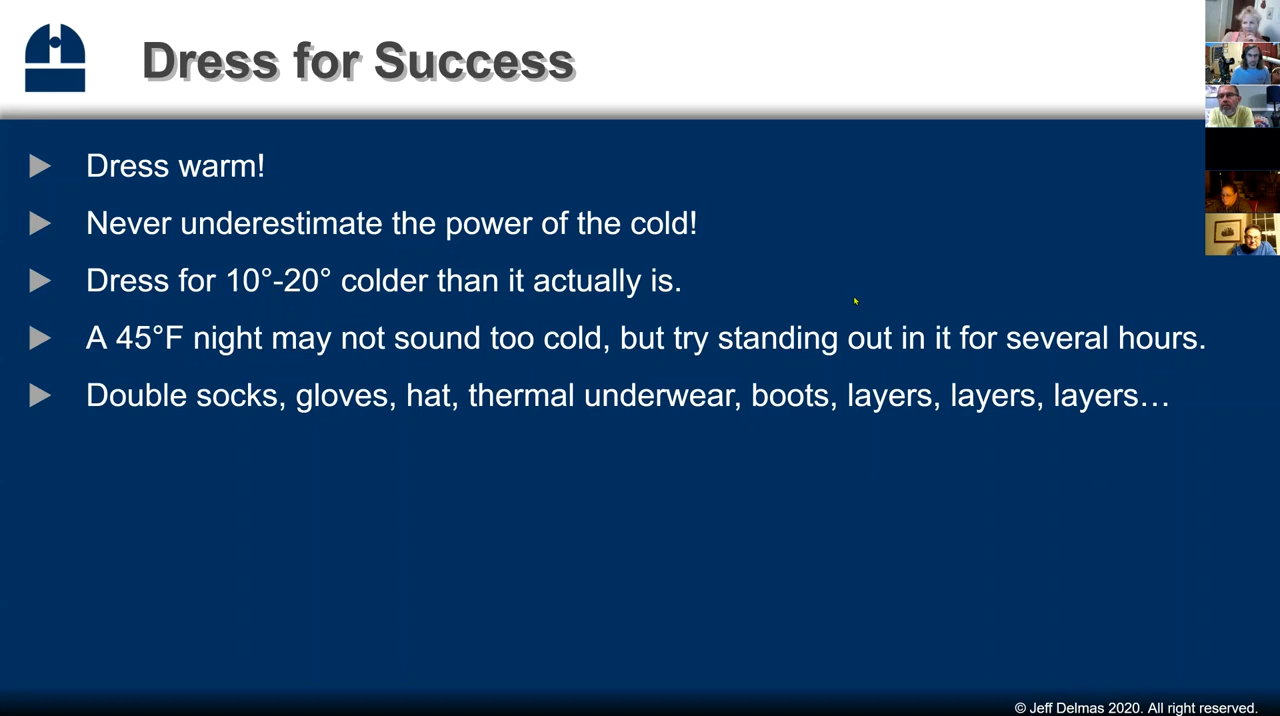 Dress for Success
Dress warm!
Never underestimate the power of the cold!
Dress for 10°-20° colder than it actually is.
A 45°F night may not sound too cold, but try standing out in it for several hours.
Double socks, gloves, hat, thermal underwear, boots, layers, layers, layers…
© Jeff Delmas 2020. All right reserved.